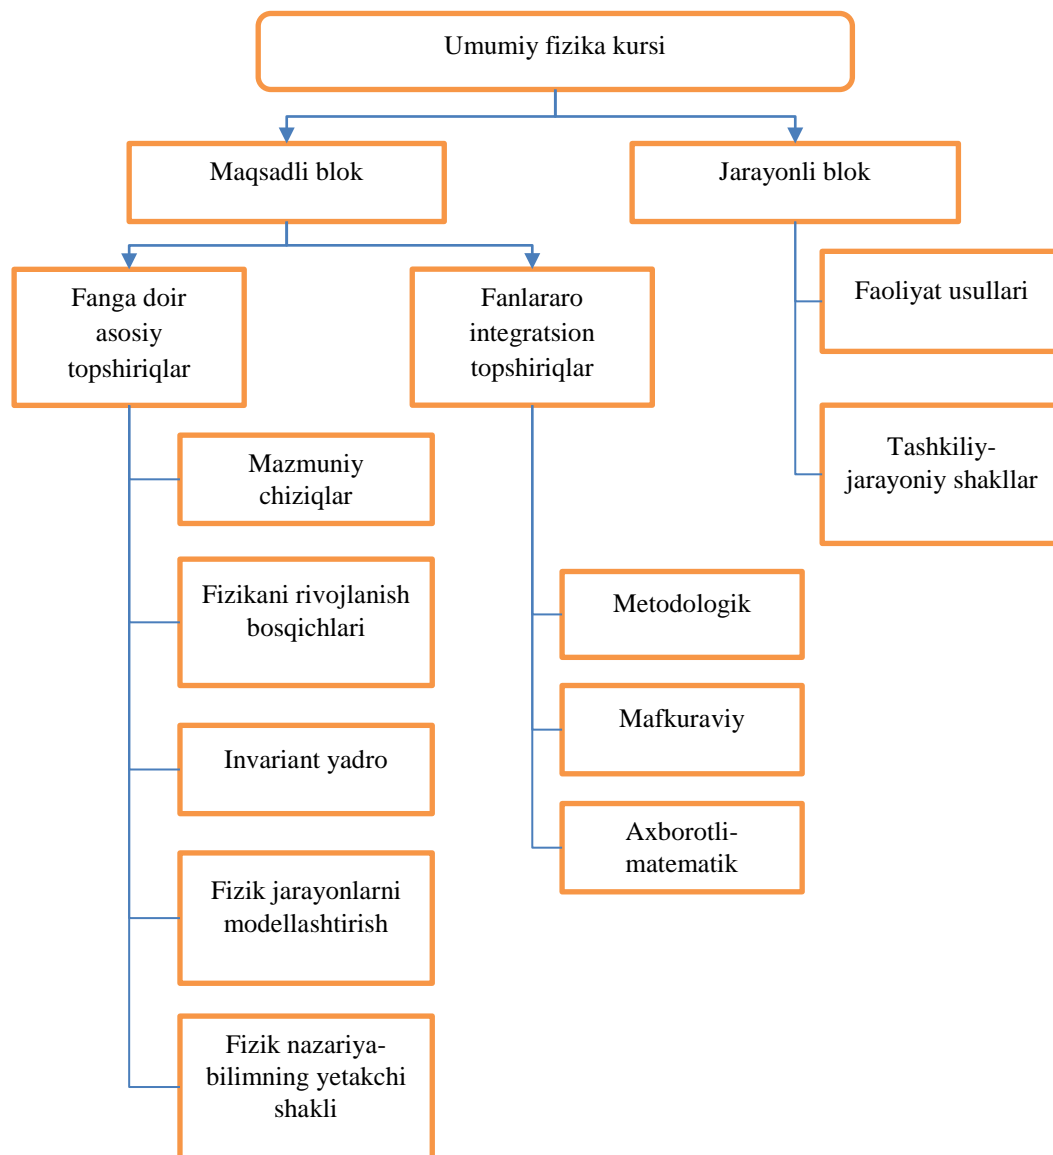 Umumiy fizika kursi
Maqsadli blok
Jarayonli blok
Fanga doir
asosiy
topshiriqlar
Fanlararo
integratsion
topshiriqlar
Faoliyat usullari
Tashkiliy-
jarayoniy shakllar
Mazmuniy
chiziqlar
Fizikani rivojlanish
bosqichlari
Invariant yadro
Fizik jarayonlarni
modellashtirish
Fizik nazariya-
bilimning yetakchi
shakli
Metodologik
Mafkuraviy
Axborotli-
matematik